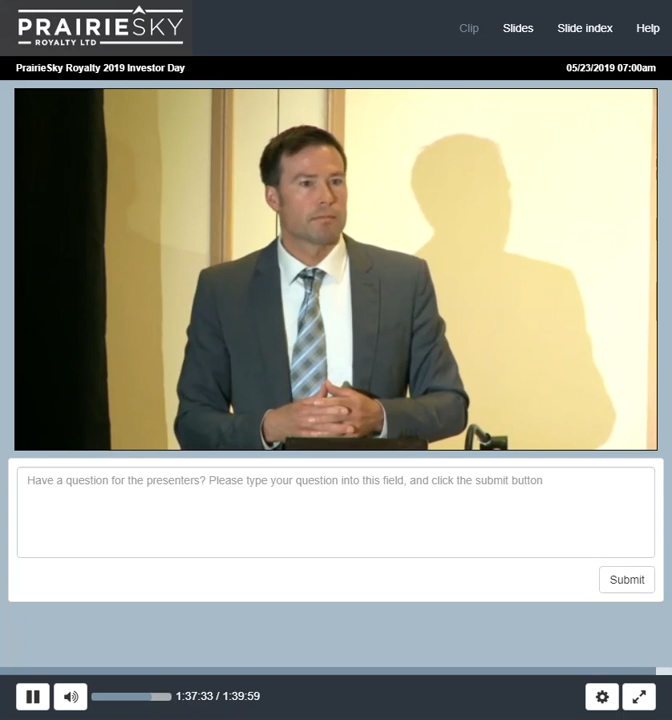 PRAIRIESKY
ROYALTY LTD
Clip Slides Slide index Help
PrairieSky Royalty 2019 Investor Day 05/23/2019 07:00am
Have a question for the presenters? Please type your question into this field, and click the submit button
Submit
1:37:33 / 1:39:59